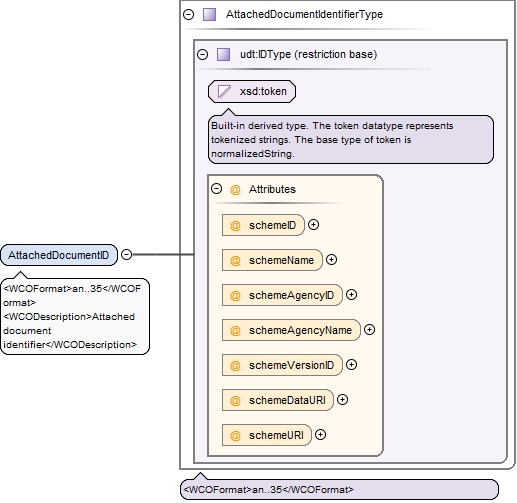 AttachedDocumentIdentifierType
udt:IDType (restriction base)
xsd:token
Built-in derived type. The token datatype represents
tokenized strings. The base type of token is
normalizedString.
@ Attributes
@ schemeID
@ schemeName
@ schemeAgencyID
@ schemeAgencyName
@ schemeVersionID
@ schemeDataURI
@ schemeURI
AttachedDocumentID
<WCOFormat>an..35</WCOF
ormat>
<WCODescription>Attached
document
identifier</WCODescription>
<WCOFormat>an..35</WCOFormat>